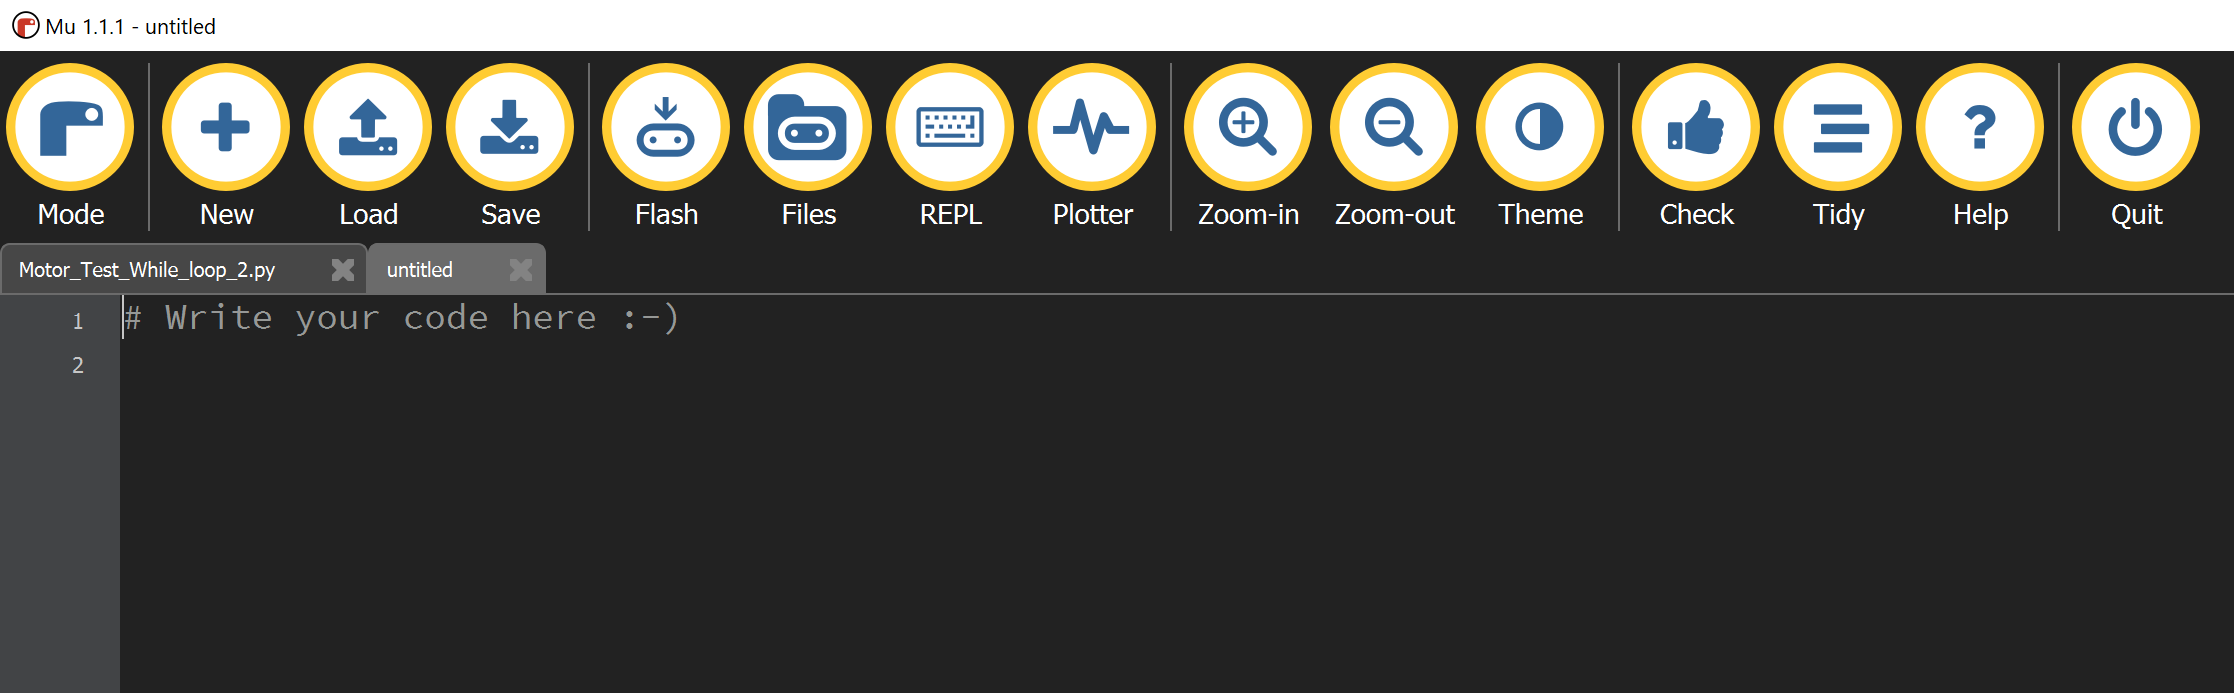 Mu 1.1.1 - untitled
Mode New Load Save Flash Files REPL Plotter Zoom-in Zoom-out Theme Check Tidy Help Quit
Motor_Test_While_loop_2.py untitled
1 # Write your code here :-)
2